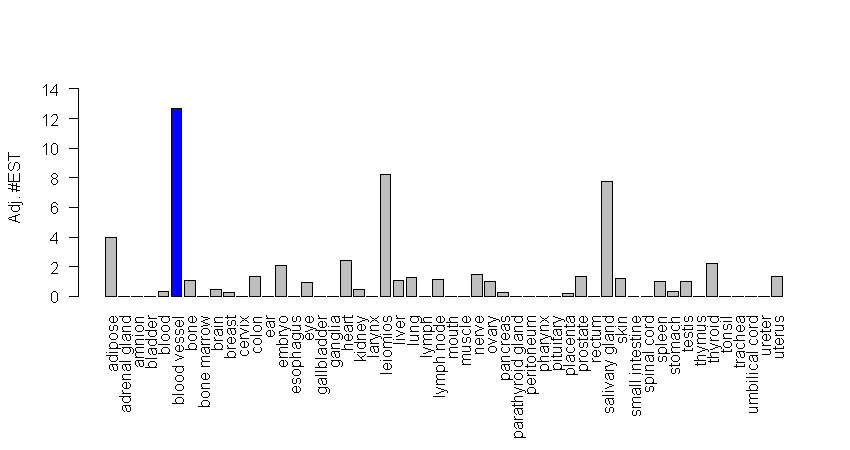 Adj. #EST
14
12
10
8
6
4
2
0
adipose
adrenal gland
amnion
bladder
blood
blood vessel
bone
bone marrow
brain
breast
cervix
colon
ear
embryo
esophagus
eye
gallbladder
ganglia
heart
kidney
larynx
leiomios
liver
lung
lymph
lymph node
mouth
muscle
nerve
ovary
pancreas
parathyroid gland
peritoneum
pharynx
pituitary
placenta
prostate
rectum
salivary gland
skin
small intestine
spinal cord
spleen
stomach
testis
thymus
thyroid
tonsil
trachea
umbilical cord
ureter
uterus